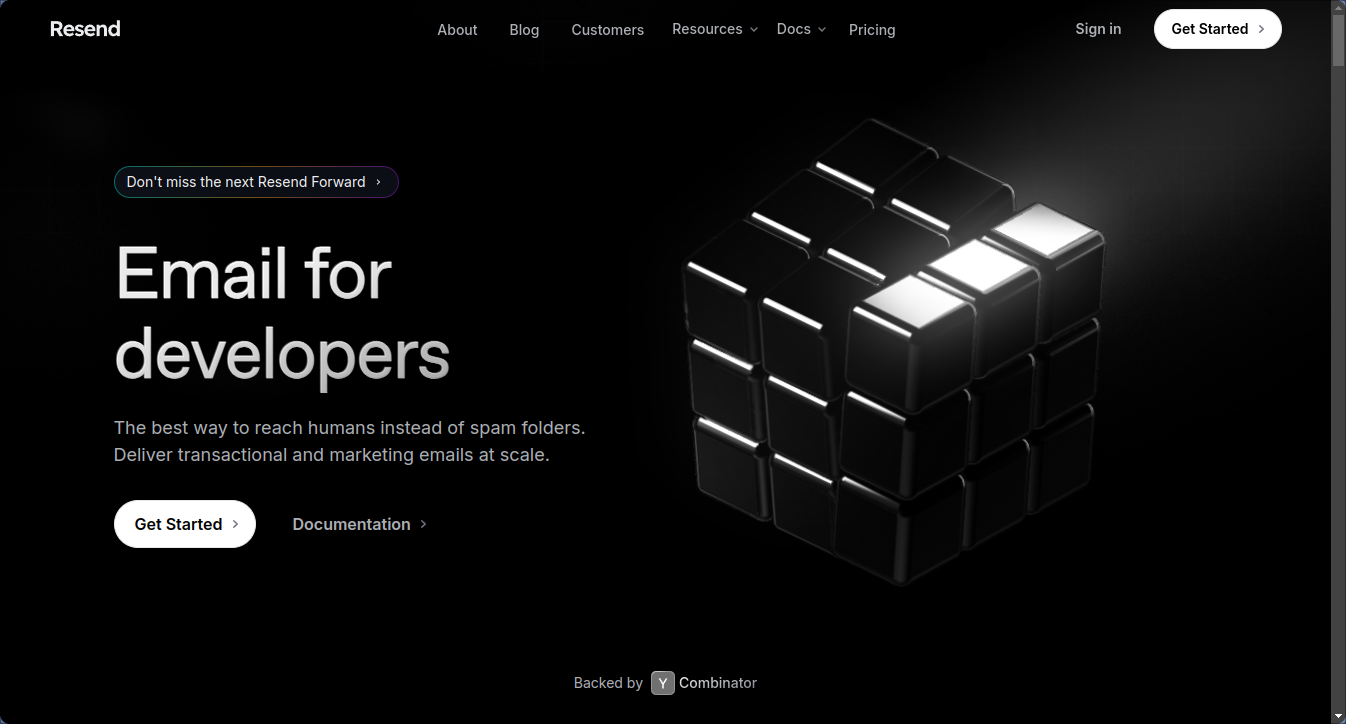 Resend
About Blog Customers Resources Docs Pricing Sign in Get Started
Don't miss the next Resend Forward
Email for
developers
The best way to reach humans instead of spam folders.
Deliver transactional and marketing emails at scale.
Get Started Documentation
Backed by Y Combinator